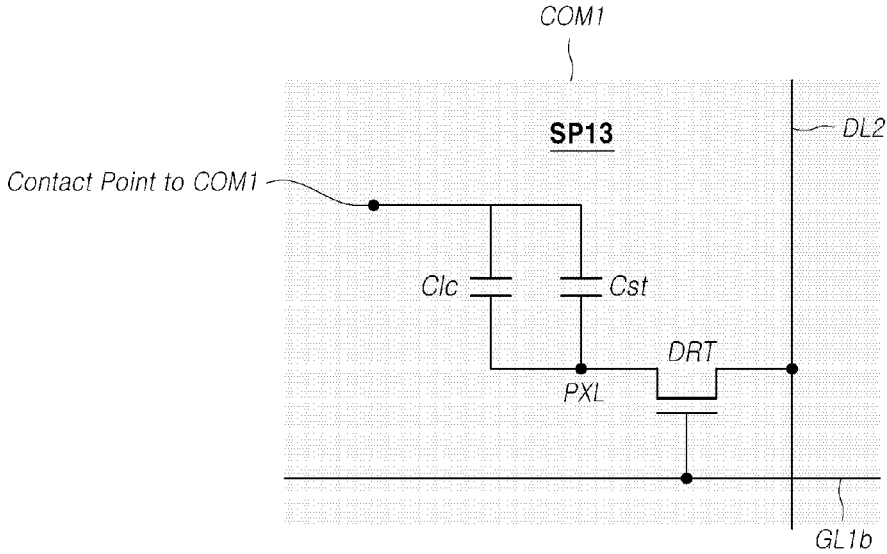 COM1
SP13
DL2
Contact Point to COM1
Clc
Cst
DRT
PXL
GL1b